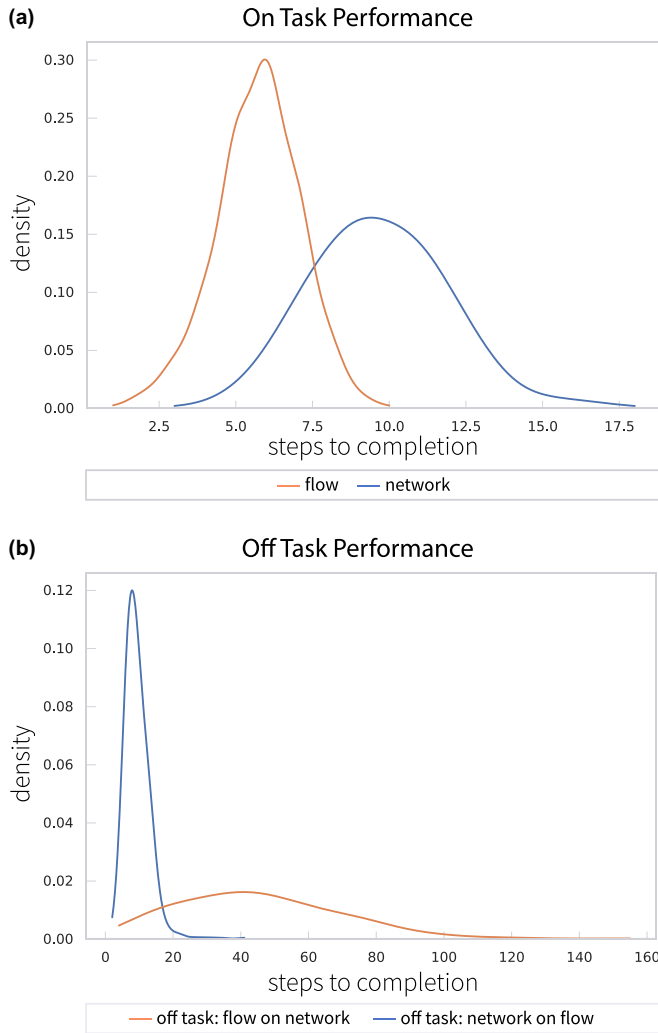 (a)
On Task Performance
0.30
0.25
0.20
0.15
0.10
0.05
0.00
density
2.5 5.0 7.5 10.0 12.5 15.0 17.5
steps to completion
flow network
(b)
Off Task Performance
0.12
0.10
0.08
0.06
0.04
0.02
0.00
density
0 20 40 60 80 100 120 140 160
steps to completion
off task: flow on network off task: network on flow